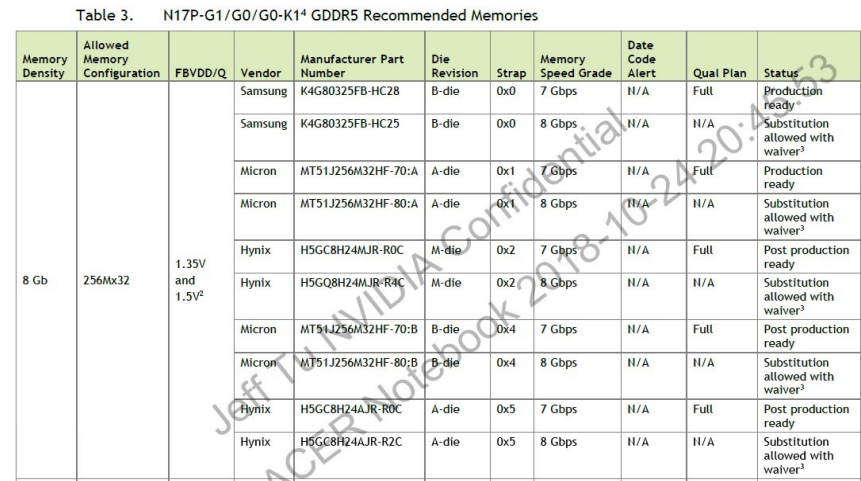 Table 3. N17P-G1/G0/G0-K1⁴ GDDR5 Recommended Memories
Memory Density Allowed Memory Configuration FBVDD/Q Vendor Manufacturer Part Number Die Revision Strap Memory Speed Grade Date Code Alert Qual Plan Status
8 Gb 256Mx32 1.35V and 1.5V²
Samsung K4G80325FB-HC28 B-die 0x0 7 Gbps N/A Full Production ready
Samsung K4G80325FB-HC25 B-die 0x0 8 Gbps N/A N/A Substitution allowed with waiver³
Micron MT51J256M32HF-70:A A-die 0x1 7 Gbps N/A Full Production ready
Micron MT51J256M32HF-80:A A-die 0x1 8 Gbps N/A N/A Substitution allowed with waiver³
Hynix H5GC8H24MJR-R0C M-die 0x2 7 Gbps N/A Full Post production ready
Hynix H5GQ8H24MJR-R4C M-die 0x2 8 Gbps N/A N/A Substitution allowed with waiver³
Micron MT51J256M32HF-70:B B-die 0x4 7 Gbps N/A Full Post production ready
Micron MT51J256M32HF-80:B B-die 0x4 8 Gbps N/A N/A Substitution allowed with waiver³
Hynix H5GC8H24AJR-R0C A-die 0x5 7 Gbps N/A Full Post production ready
Hynix H5GC8H24AJR-R2C A-die 0x5 8 Gbps N/A N/A Substitution allowed with waiver³
Jeff Tu NVIDIA Confidential
ACER Notebook 2018-10-24 20:45:53